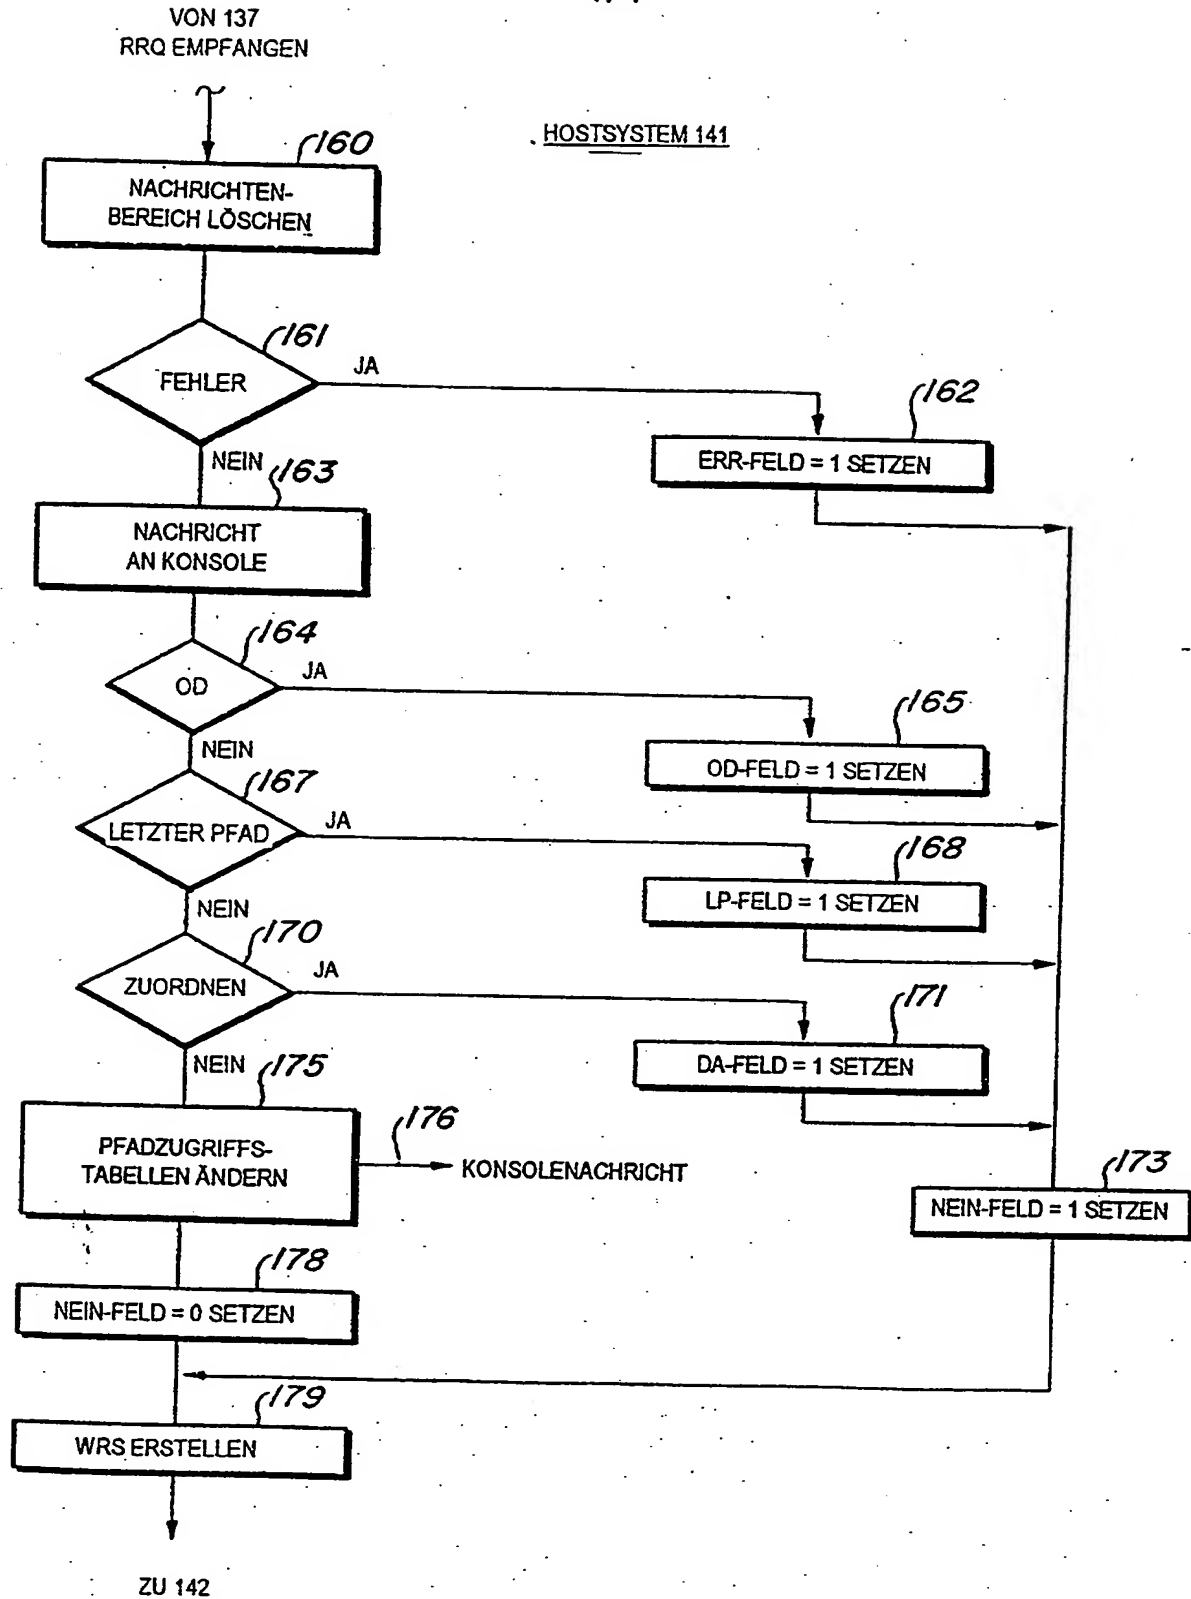 VON 137
RRQ EMPFANGEN
HOSTSYSTEM 141
160
NACHRICHTEN-
BEREICH LÖSCHEN
161
FEHLER
JA
162
ERR-FELD = 1 SETZEN
NEIN
163
NACHRICHT
AN KONSOLE
164
OD
JA
165
OD-FELD = 1 SETZEN
NEIN
167
LETZTER PFAD
JA
168
LP-FELD = 1 SETZEN
NEIN
170
ZUORDNEN
JA
171
DA-FELD = 1 SETZEN
NEIN
175
PFADZUGRIFFS-
TABELLEN ÄNDERN
176
KONSOLENACHRICHT
173
NEIN-FELD = 1 SETZEN
178
NEIN-FELD = 0 SETZEN
179
WRS ERSTELLEN
ZU 142